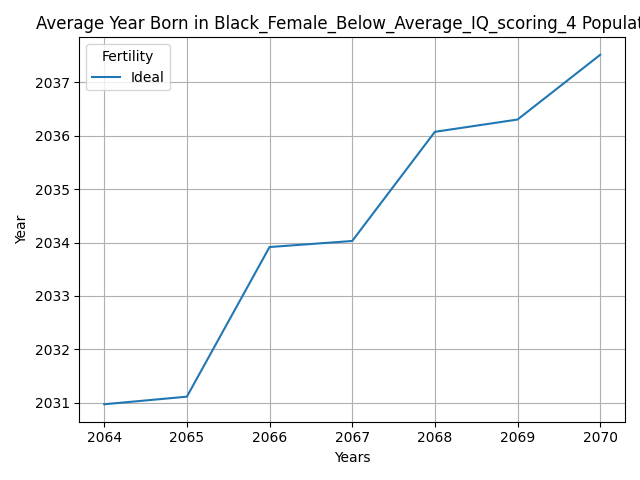 Average Year Born in Black_Female_Below_Average_IQ_scoring_4 Populat
Fertility
Ideal
Year
2037
2036
2035
2034
2033
2032
2031
2064 2065 2066 2067 2068 2069 2070
Years